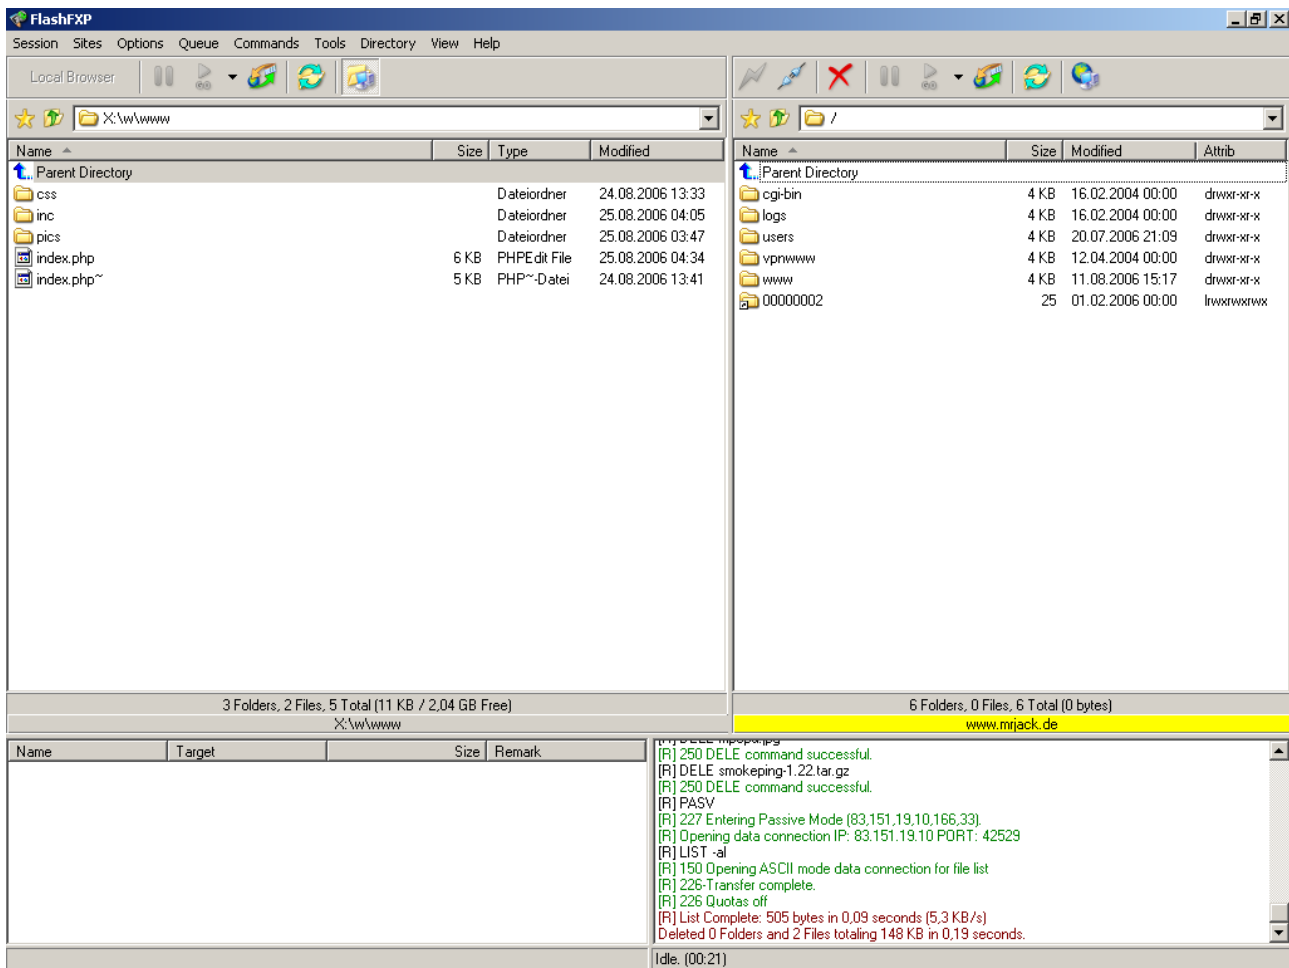 FlashFXP
Session Sites Options Queue Commands Tools Directory View Help
Local Browser
X:\w\www
/
Name Size Type Modified
Parent Directory
css Dateiordner 24.08.2006 13:33
inc Dateiordner 25.08.2006 04:05
pics Dateiordner 25.08.2006 03:47
index.php 6 KB PHPEdit File 25.08.2006 04:34
index.php~ 5 KB PHP~-Datei 24.08.2006 13:41
3 Folders, 2 Files, 5 Total (11 KB / 2,04 GB Free)
X:\w\www
Name Size Modified Attrib
Parent Directory
cgi-bin 4 KB 16.02.2004 00:00 drwxr-xr-x
logs 4 KB 16.02.2004 00:00 drwxr-xr-x
users 4 KB 20.07.2006 21:09 drwxr-xr-x
vpnwww 4 KB 12.04.2004 00:00 drwxr-xr-x
www 4 KB 11.08.2006 15:17 drwxr-xr-x
00000002 25 01.02.2006 00:00 lrwxrwxrwx
6 Folders, 0 Files, 6 Total (0 bytes)
www.mrjack.de
Name Target Size Remark
[R] 250 DELE command successful.
[R] DELE smokeping-1.22.tar.gz
[R] 250 DELE command successful.
[R] PASV
[R] 227 Entering Passive Mode (83,151,19,10,166,33).
[R] Opening data connection IP: 83.151.19.10 PORT: 42529
[R] LIST -al
[R] 150 Opening ASCII mode data connection for file list
[R] 226-Transfer complete.
[R] 226 Quotas off
[R] List Complete: 505 bytes in 0,09 seconds (5,3 KB/s)
Deleted 0 Folders and 2 Files totaling 148 KB in 0,19 seconds.
Idle. (00:21)